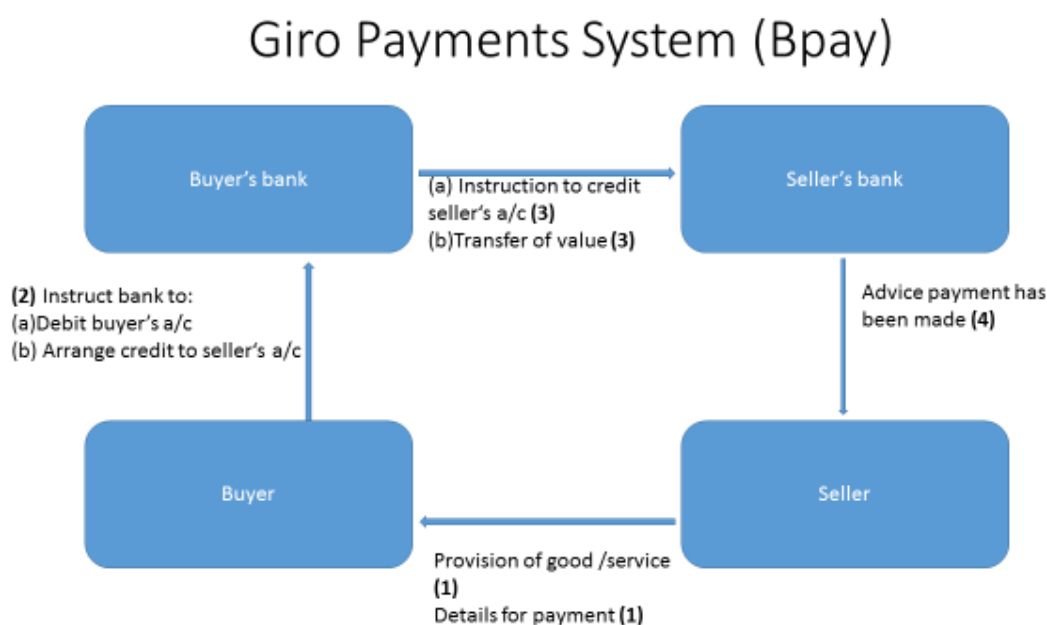 Giro Payments System (Bpay)
Buyer's bank
Seller's bank
(a) Instruction to credit
seller's a/c (3)
(b)Transfer of value (3)
(2) Instruct bank to:
(a)Debit buyer's a/c
(b) Arrange credit to seller's a/c
Advice payment has
been made (4)
Buyer
Seller
Provision of good /service
(1)
Details for payment (1)